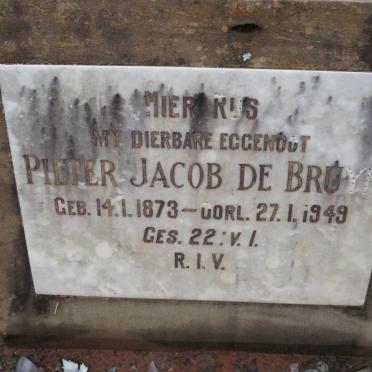 HIER RUS
MY DIERBARE EGGENOOT
PIETER JACOB DE BRUYN
GEB. 14.1.1873 — OORL. 27.1.1949
GES. 22: V. 1.
R.I.V.